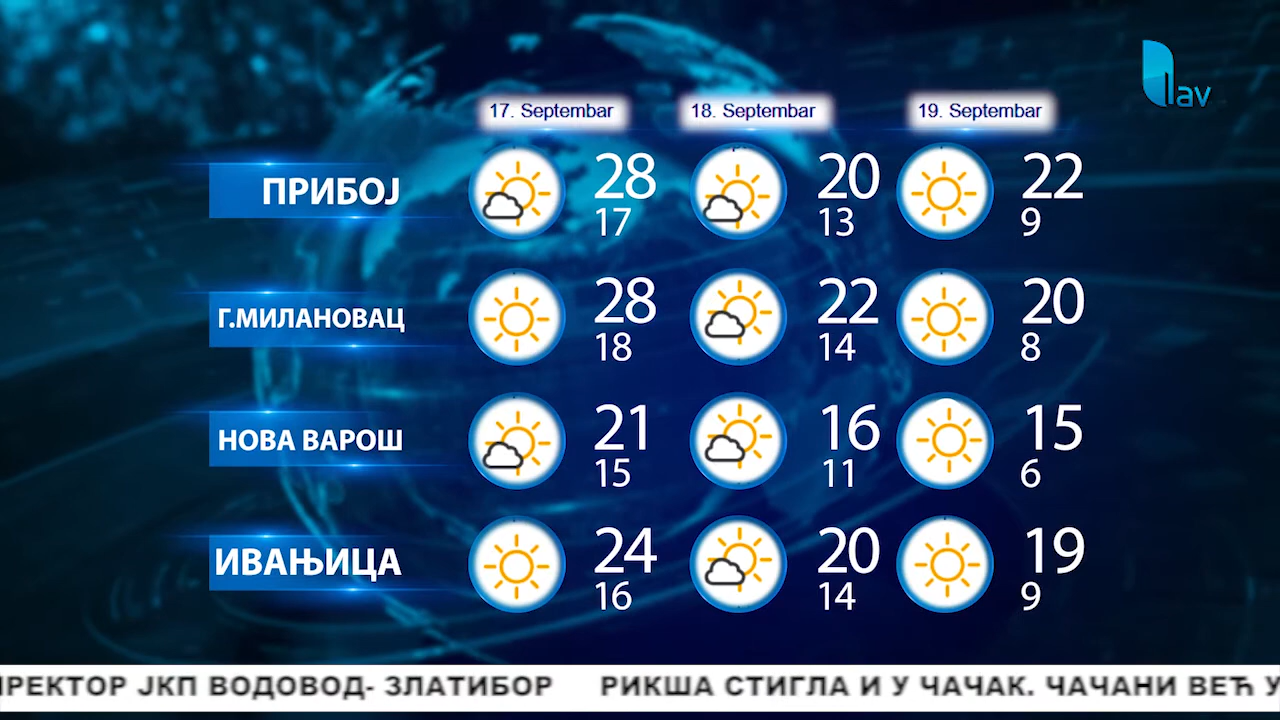 lav
17. Septembar 18. Septembar 19. Septembar
ПРИБОЈ 28 20 22
17 13 9
Г.МИЛАНОВАЦ 28 22 20
18 14 8
НОВА ВАРОШ 21 16 15
15 11 6
ИВАЊИЦА 24 20 19
16 14 9
ИРЕКТОР ЈКП ВОДОВОД- ЗЛАТИБОР РИКША СТИГЛА И У ЧАЧАК. ЧАЧАНИ ВЕЋ У